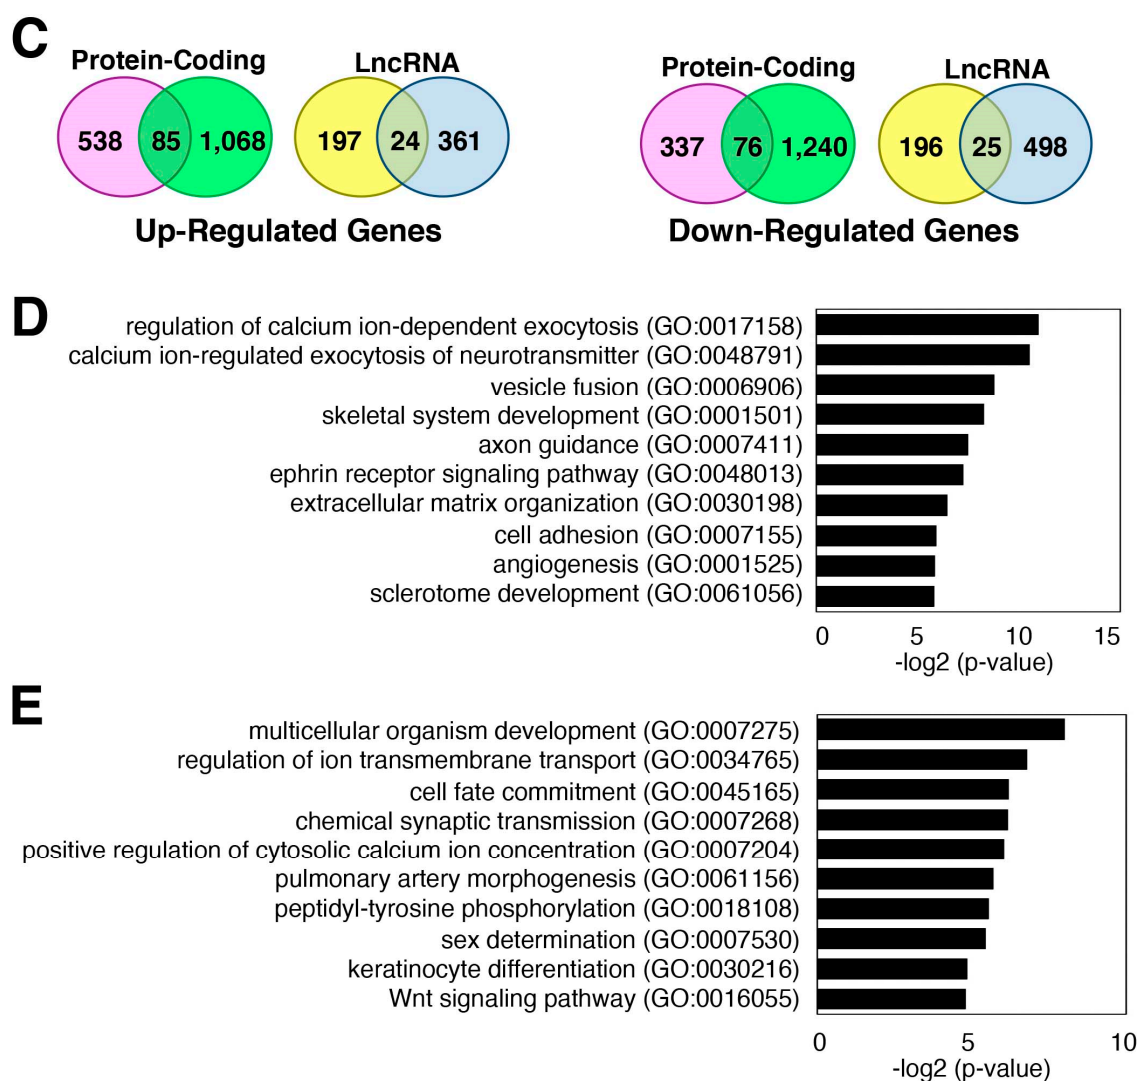 C
Protein-Coding
LncRNA
538 85 1,068
197 24 361
Up-Regulated Genes
Protein-Coding
LncRNA
337 76 1,240
196 25 498
Down-Regulated Genes
D
regulation of calcium ion-dependent exocytosis (GO:0017158)
calcium ion-regulated exocytosis of neurotransmitter (GO:0048791)
vesicle fusion (GO:0006906)
skeletal system development (GO:0001501)
axon guidance (GO:0007411)
ephrin receptor signaling pathway (GO:0048013)
extracellular matrix organization (GO:0030198)
cell adhesion (GO:0007155)
angiogenesis (GO:0001525)
sclerotome development (GO:0061056)
0 5 10 15
-log2 (p-value)
E
multicellular organism development (GO:0007275)
regulation of ion transmembrane transport (GO:0034765)
cell fate commitment (GO:0045165)
chemical synaptic transmission (GO:0007268)
positive regulation of cytosolic calcium ion concentration (GO:0007204)
pulmonary artery morphogenesis (GO:0061156)
peptidyl-tyrosine phosphorylation (GO:0018108)
sex determination (GO:0007530)
keratinocyte differentiation (GO:0030216)
Wnt signaling pathway (GO:0016055)
0 5 10
-log2 (p-value)